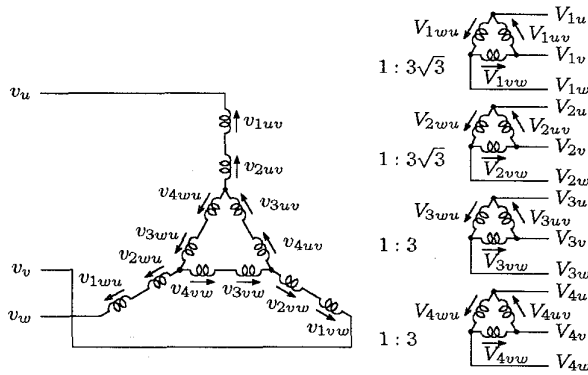 v_u
v_{1uv}
v_{2uv}
v_{4wu}
v_{3uv}
v_{3wu}
v_{4uv}
v_v
v_{2wu}
v_{1wu}
v_{4vw}
v_{3vw}
v_{2vw}
v_w
v_{1vw}
V_{1wu}
V_{1uv}
V_{1u}
V_{1v}
1 : 3√3
V_{1vw}
V_{1w}
V_{2wu}
V_{2uv}
V_{2u}
V_{2v}
1 : 3√3
V_{2vw}
V_{2w}
V_{3wu}
V_{3uv}
V_{3u}
V_{3v}
1 : 3
V_{3vw}
V_{3w}
V_{4wu}
V_{4uv}
V_{4u}
V_{4v}
1 : 3
V_{4vw}
V_{4w}